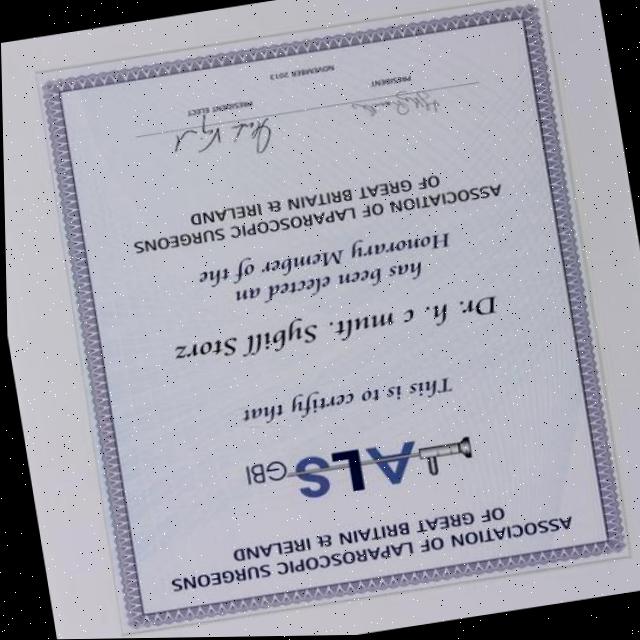 ASSOCIATION OF LAPAROSCOPIC SURGEONS
OF GREAT BRITAIN & IRELAND
ALS GBI
This is to certify that
Dr. h. c mult. Sybill Storz
has been elected an
Honorary Member of the
ASSOCIATION OF LAPAROSCOPIC SURGEONS
OF GREAT BRITAIN & IRELAND
PRESIDENT
PRESIDENT ELECT
NOVEMBER 2013